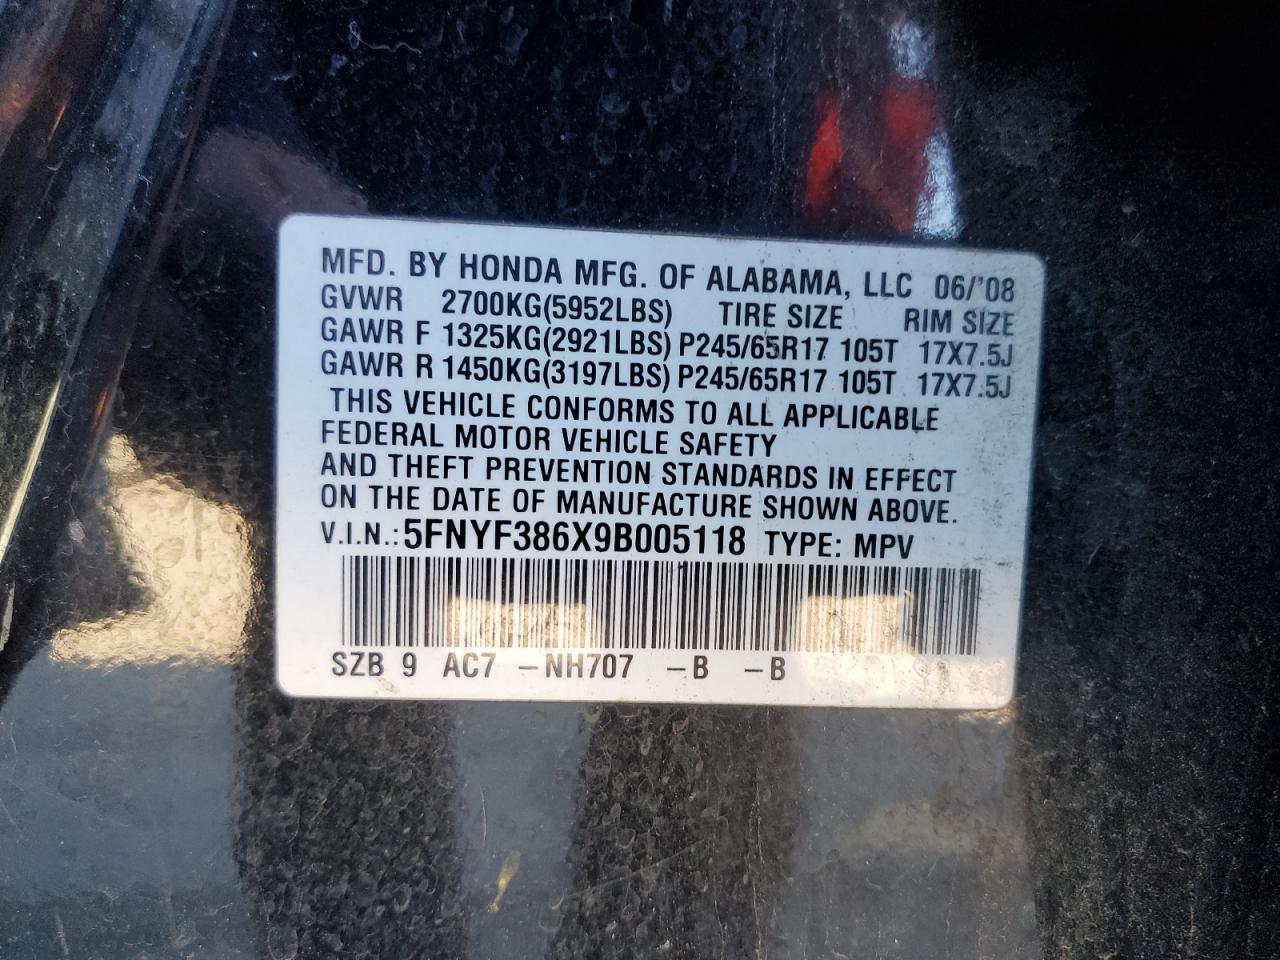 MFD. BY HONDA MFG. OF ALABAMA, LLC 06/'08
GVWR 2700KG(5952LBS) TIRE SIZE RIM SIZE
GAWR F 1325KG(2921LBS) P245/65R17 105T 17X7.5J
GAWR R 1450KG(3197LBS) P245/65R17 105T 17X7.5J
THIS VEHICLE CONFORMS TO ALL APPLICABLE
FEDERAL MOTOR VEHICLE SAFETY
AND THEFT PREVENTION STANDARDS IN EFFECT
ON THE DATE OF MANUFACTURE SHOWN ABOVE.
V.I.N.: 5FNYF386X9B005118 TYPE: MPV
SZB 9 AC7 -NH707 -B -B